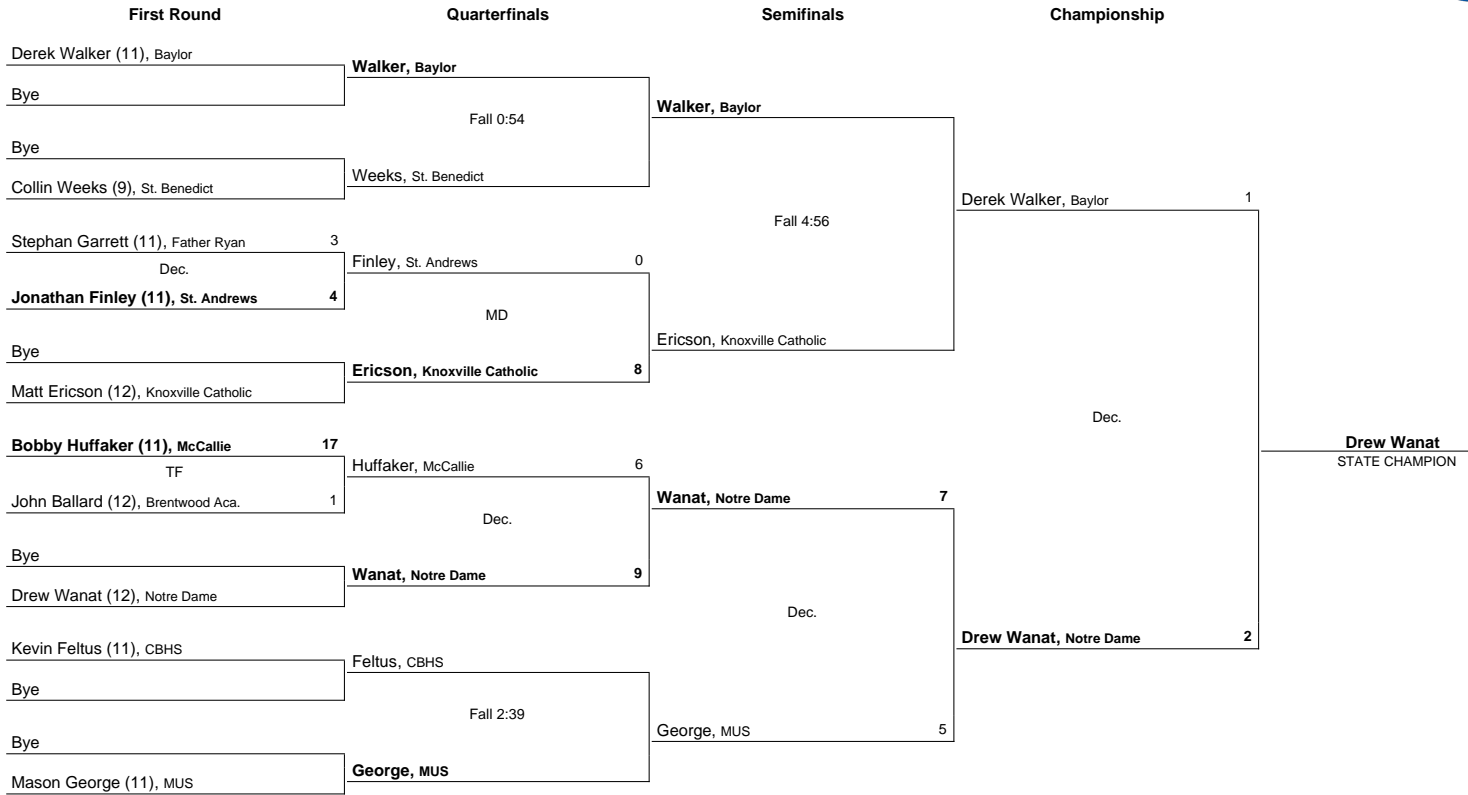 First Round Quarterfinals Semifinals Championship
Derek Walker (11), Baylor
Bye
Bye
Collin Weeks (9), St. Benedict
Stephan Garrett (11), Father Ryan 3
Dec.
Jonathan Finley (11), St. Andrews 4
Bye
Matt Ericson (12), Knoxville Catholic
Bobby Huffaker (11), McCallie 17
TF
John Ballard (12), Brentwood Aca. 1
Bye
Drew Wanat (12), Notre Dame
Kevin Feltus (11), CBHS
Bye
Bye
Mason George (11), MUS
Walker, Baylor
Fall 0:54
Weeks, St. Benedict
Finley, St. Andrews 0
MD
Ericson, Knoxville Catholic 8
Huffaker, McCallie 6
Dec.
Wanat, Notre Dame 9
Feltus, CBHS
Fall 2:39
George, MUS
Walker, Baylor
Fall 4:56
Ericson, Knoxville Catholic
Wanat, Notre Dame 7
Dec.
George, MUS 5
Derek Walker, Baylor 1
Dec.
Drew Wanat, Notre Dame 2
Drew Wanat
STATE CHAMPION